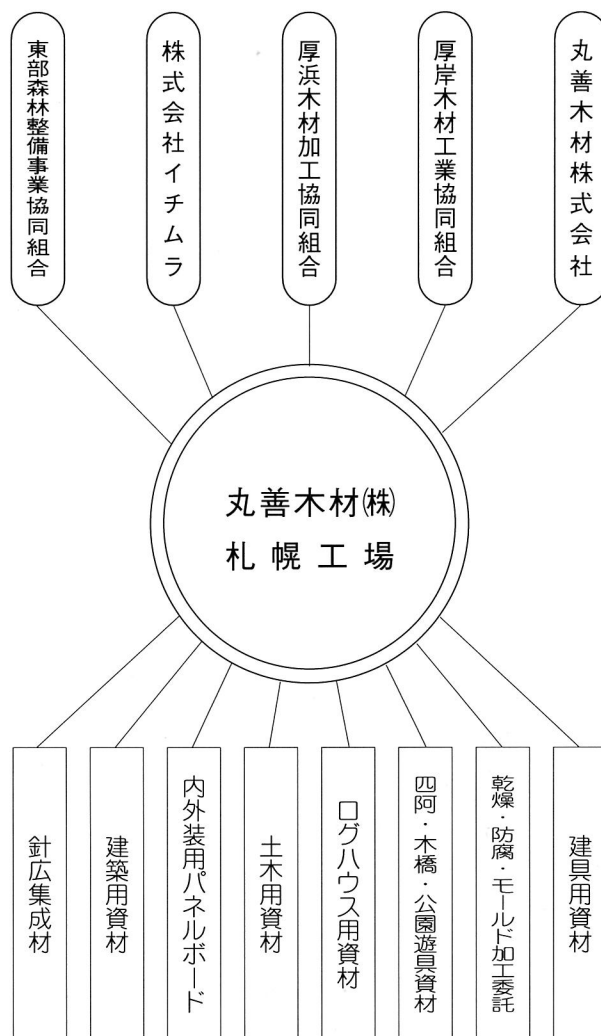 丸善木材株式会社
厚岸木材工業協同組合
厚浜木材加工協同組合
株式会社イチムラ
東部森林整備事業協同組合
丸善木材㈱
札幌工場
建具用資材
乾燥・防腐・モールド加工委託
四阿・木橋・公園遊具資材
ログハウス用資材
土木用資材
内外装用パネルボード
建築用資材
針広集成材